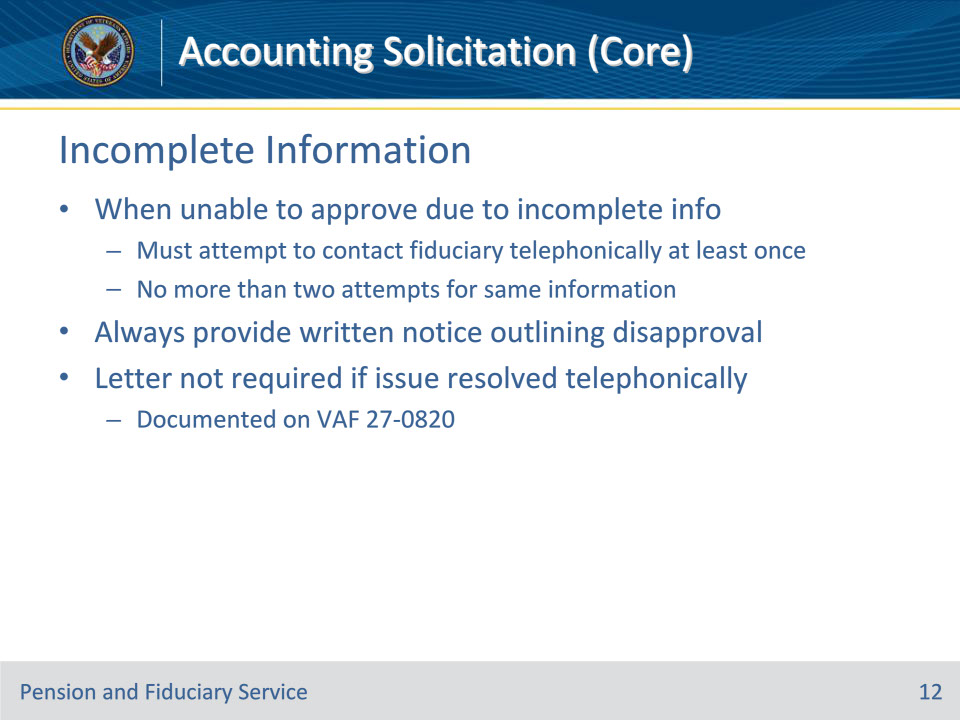 Accounting Solicitation (Core)
Incomplete Information
• When unable to approve due to incomplete info
– Must attempt to contact fiduciary telephonically at least once
– No more than two attempts for same information
• Always provide written notice outlining disapproval
• Letter not required if issue resolved telephonically
– Documented on VAF 27-0820
Pension and Fiduciary Service
12